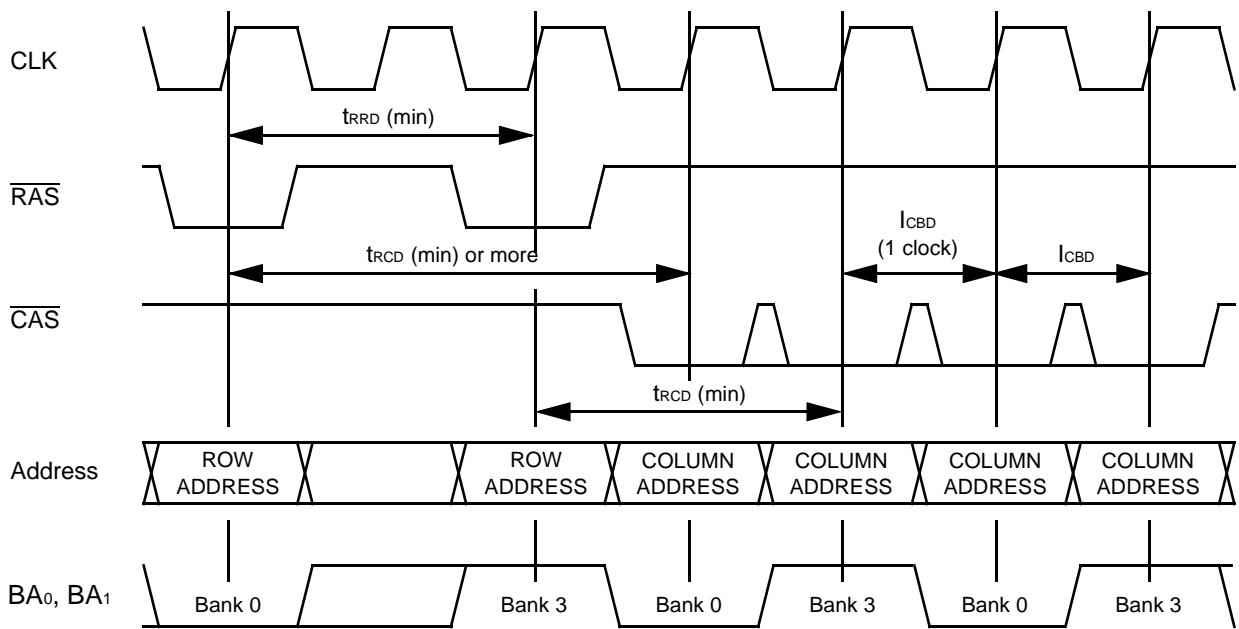 CLK
tRRD (min)
RAS
tRCD (min) or more
ICBD
(1 clock)
ICBD
CAS
tRCD (min)
Address
ROW
ADDRESS
ROW
ADDRESS
COLUMN
ADDRESS
COLUMN
ADDRESS
COLUMN
ADDRESS
COLUMN
ADDRESS
BA0, BA1
Bank 0
Bank 3
Bank 0
Bank 3
Bank 0
Bank 3